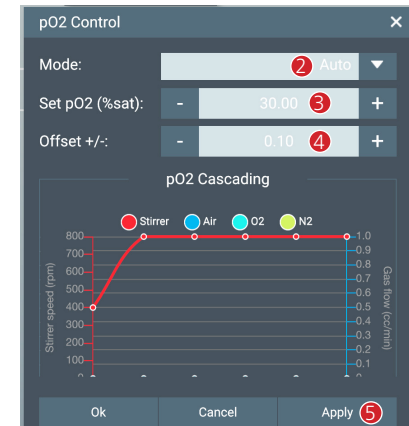 pO2 Control ×
Mode: 2 Auto
Set pO2 (%sat): - 30.00 3 +
Offset +/-: - 0.10 4 +
pO2 Cascading
Stirrer Air O2 N2
800 1.0
700 0.9
0.8
600 0.7
500 0.6
400 0.5
0.4
300 0.3
200 0.2
100 0.1
Stirrer speed (rpm)
Gas flow (cc/min)
Ok Cancel Apply 5